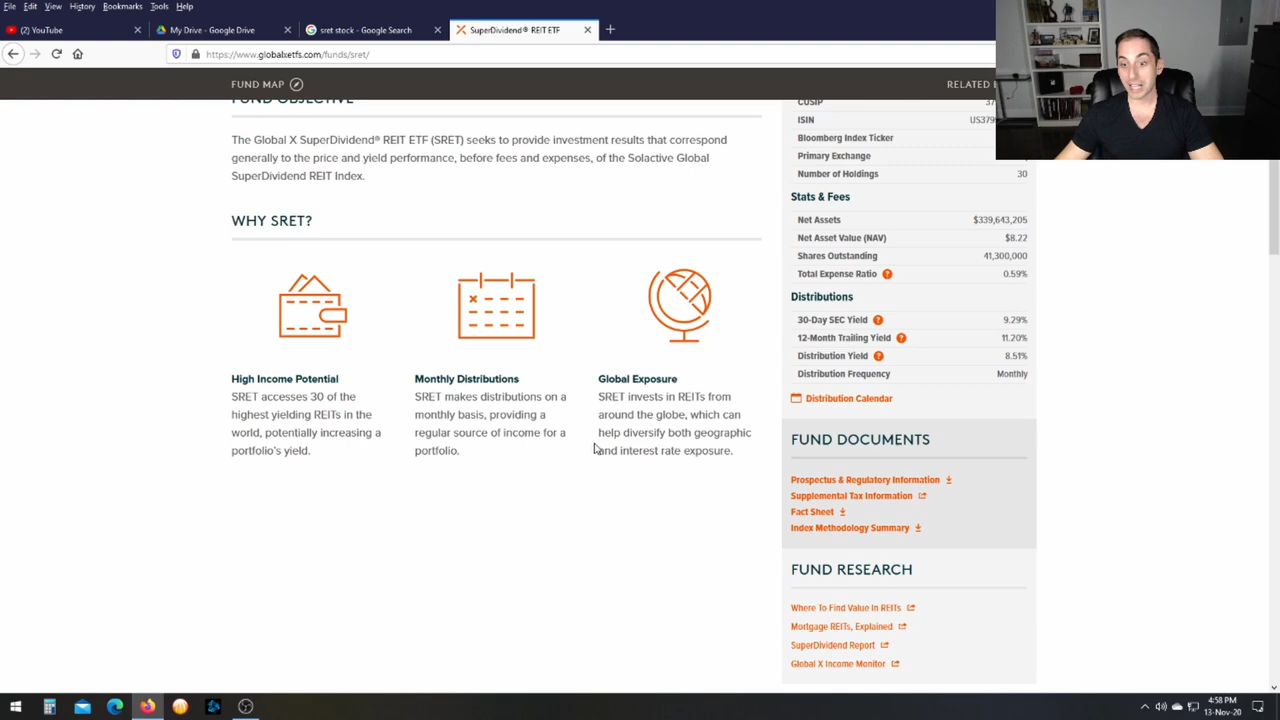 File Edit View History Bookmarks Tools Help
(2) YouTube
My Drive - Google Drive
sret stock - Google Search
SuperDividend® REIT ETF
https://www.globalxetfs.com/funds/sret/
FUND MAP
RELATED
FUND OBJECTIVE
The Global X SuperDividend® REIT ETF (SRET) seeks to provide investment results that correspond
generally to the price and yield performance, before fees and expenses, of the Solactive Global
SuperDividend REIT Index.
WHY SRET?
High Income Potential
SRET accesses 30 of the
highest yielding REITs in the
world, potentially increasing a
portfolio's yield.
Monthly Distributions
SRET makes distributions on a
monthly basis, providing a
regular source of income for a
portfolio.
Global Exposure
SRET invests in REITs from
around the globe, which can
help diversify both geographic
and interest rate exposure.
CUSIP 37
ISIN US379
Bloomberg Index Ticker
Primary Exchange
Number of Holdings 30
Stats & Fees
Net Assets $339,643,205
Net Asset Value (NAV) $8.22
Shares Outstanding 41,300,000
Total Expense Ratio ? 0.59%
Distributions
30-Day SEC Yield ? 9.29%
12-Month Trailing Yield ? 11.20%
Distribution Yield ? 8.51%
Distribution Frequency Monthly
Distribution Calendar
FUND DOCUMENTS
Prospectus & Regulatory Information
Supplemental Tax Information
Fact Sheet
Index Methodology Summary
FUND RESEARCH
Where To Find Value In REITs
Mortgage REITs, Explained
SuperDividend Report
Global X Income Monitor
4:58 PM
13-Nov-20